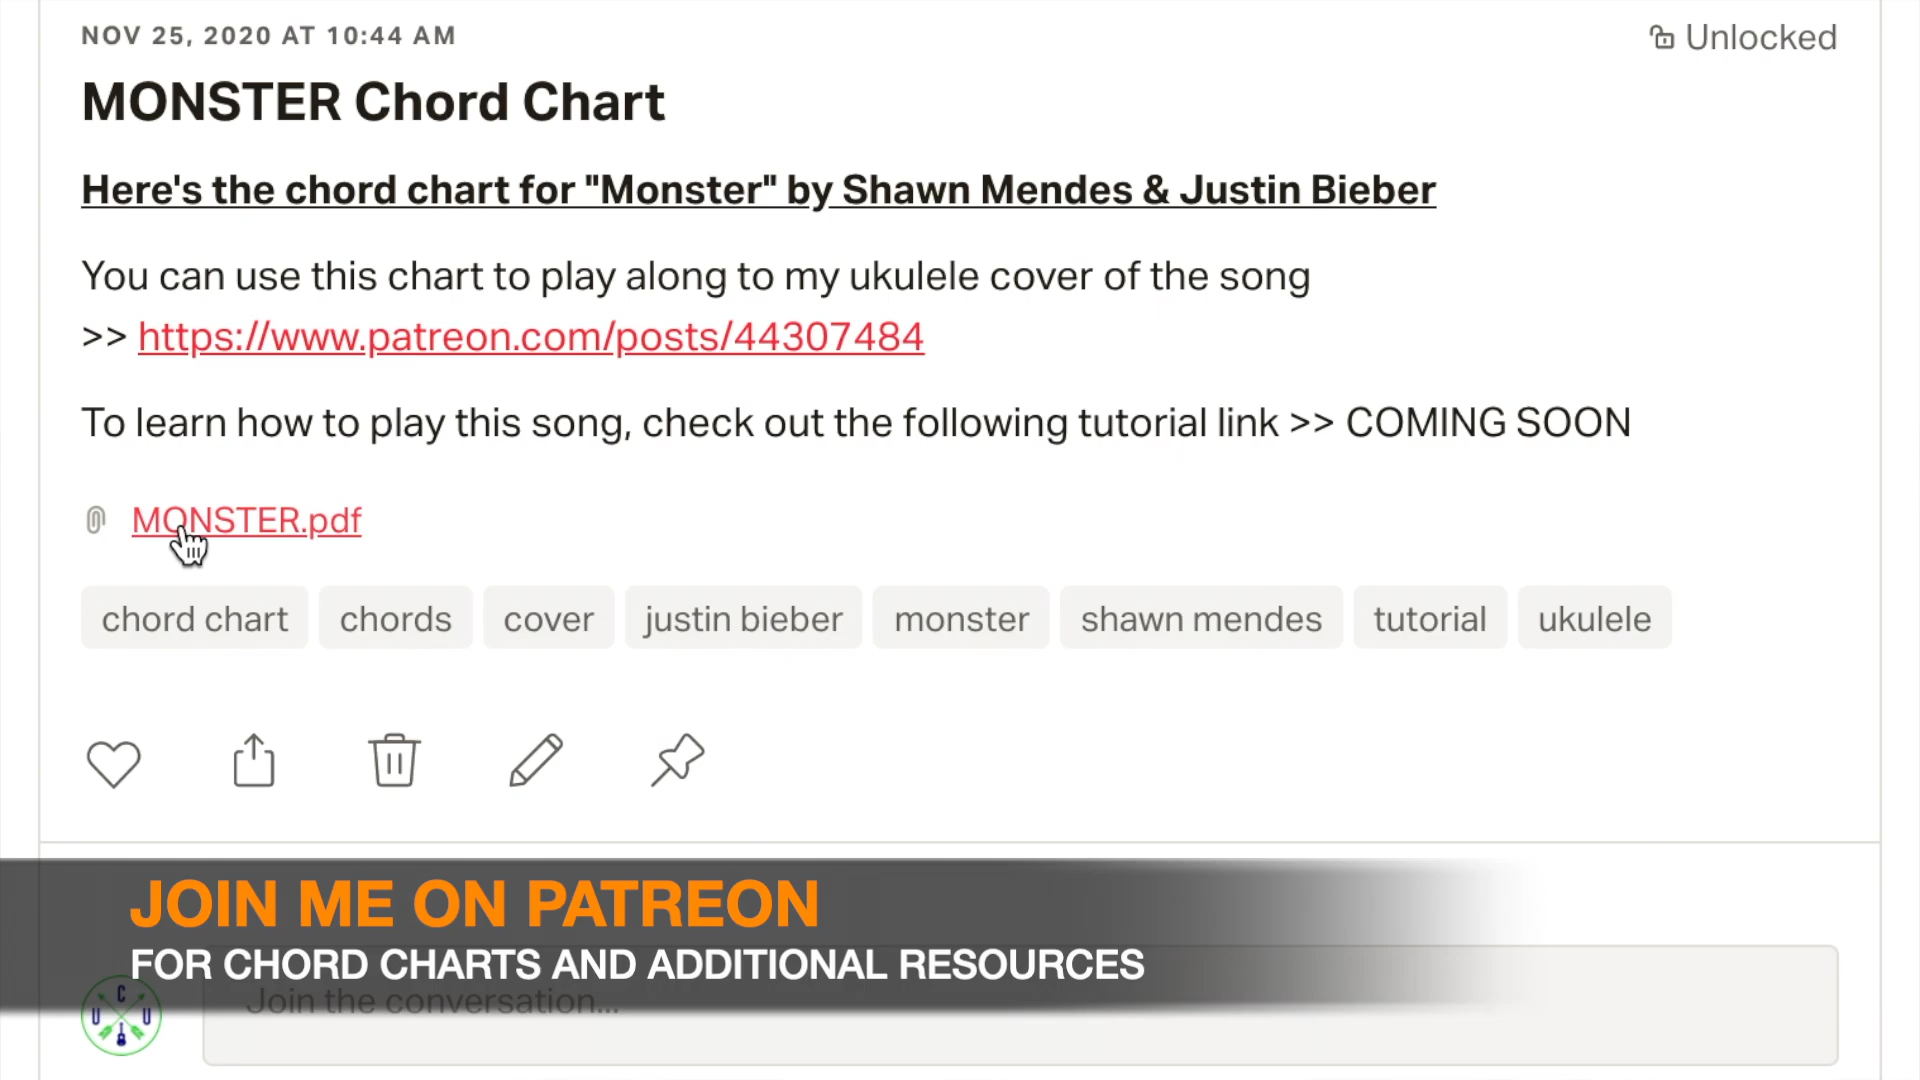 NOV 25, 2020 AT 10:44 AM
Unlocked
MONSTER Chord Chart
Here's the chord chart for "Monster" by Shawn Mendes & Justin Bieber
You can use this chart to play along to my ukulele cover of the song
>> https://www.patreon.com/posts/44307484
To learn how to play this song, check out the following tutorial link >> COMING SOON
MONSTER.pdf
chord chart chords cover justin bieber monster shawn mendes tutorial ukulele
JOIN ME ON PATREON
FOR CHORD CHARTS AND ADDITIONAL RESOURCES
Join the conversation...
U C U